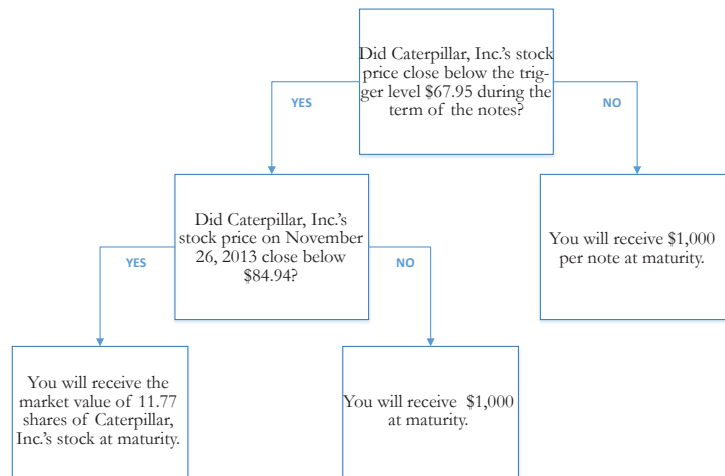 Did Caterpillar, Inc.'s stock
price close below the trig-
ger level $67.95 during the
term of the notes?
YES
NO
Did Caterpillar, Inc.'s
stock price on November
26, 2013 close below
$84.94?
You will receive $1,000
per note at maturity.
YES
NO
You will receive the
market value of 11.77
shares of Caterpillar,
Inc.'s stock at maturity.
You will receive $1,000
at maturity.